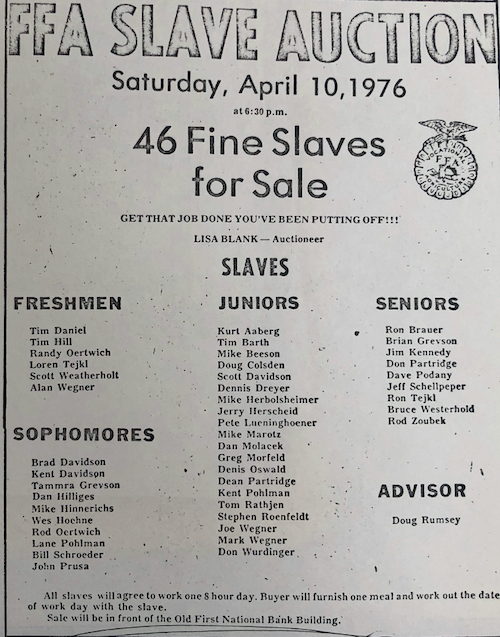 FFA SLAVE AUCTION
Saturday, April 10, 1976
at 6:30 p.m.
46 Fine Slaves
for Sale
GET THAT JOB DONE YOU'VE BEEN PUTTING OFF!!!
LISA BLANK — Auctioneer
SLAVES
FRESHMEN
Tim Daniel
Tim Hill
Randy Oertwich
Loren Tejkl
Scott Weatherholt
Alan Wegner
SOPHOMORES
Brad Davidson
Kent Davidson
Tammra Grevson
Dan Hilliges
Mike Hinnerichs
Wes Hoehne
Rod Oertwich
Lane Pohlman
Bill Schroeder
John Prusa
JUNIORS
Kurt Aaberg
Tim Barth
Mike Beeson
Doug Colsden
Scott Davidson
Dennis Dreyer
Mike Herbolsheimer
Jerry Herscheid
Pete Lueninghoener
Mike Marotz
Dan Molacek
Greg Morfeld
Denis Oswald
Dean Partridge
Kent Pohlman
Tom Rathjen
Stephen Roenfeldt
Joe Wegner
Mark Wegner
Don Wurdinger
SENIORS
Ron Brauer
Brian Grevson
Jim Kennedy
Don Partridge
Dave Podany
Jeff Schellpeper
Ron Tejkl
Bruce Westerhold
Rod Zoubek
ADVISOR
Doug Rumsey
VOCATIONAL
FFA
AGRICULTURE
All slaves will agree to work one 8 hour day. Buyer will furnish one meal and work out the date
of work day with the slave.
Sale will be in front of the Old First National Bank Building.